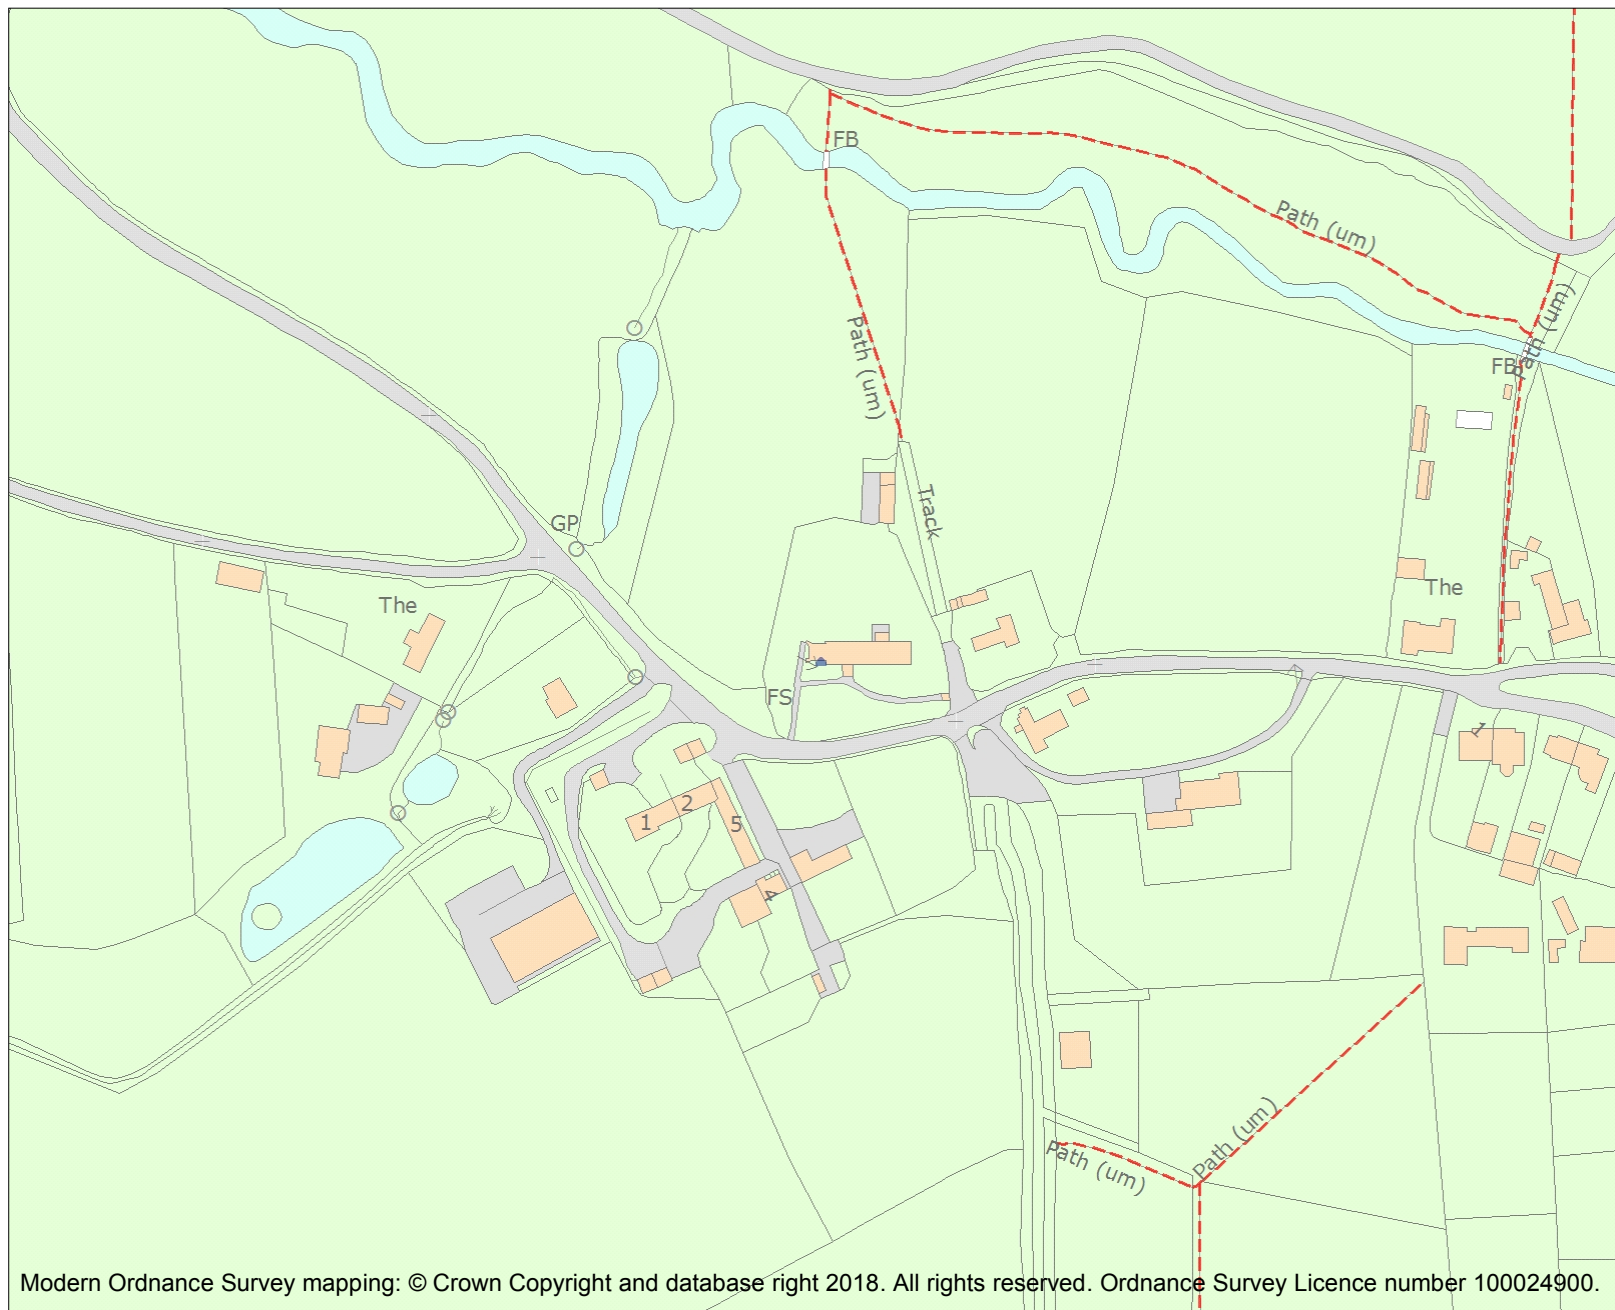 FB
Path (um)
Path (um)
Path (um)
FB
Track
GP
The
The
FS
1
1
2
5
4
Path (um)
Path (um)
Modern Ordnance Survey mapping: © Crown Copyright and database right 2018. All rights reserved. Ordnance Survey Licence number 100024900.